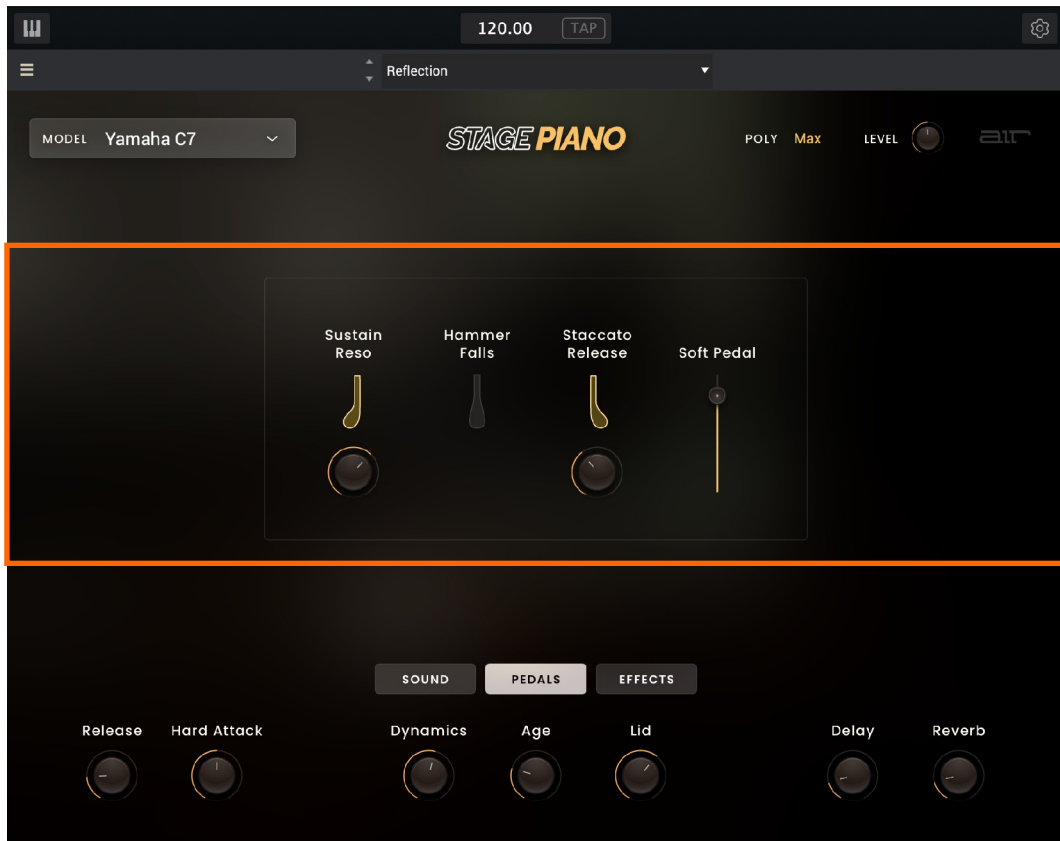 120.00 TAP
Reflection
MODEL Yamaha C7
STAGE PIANO
POLY Max LEVEL
air
Sustain
Reso
Hammer
Falls
Staccato
Release
Soft Pedal
SOUND PEDALS EFFECTS
Release Hard Attack Dynamics Age Lid Delay Reverb